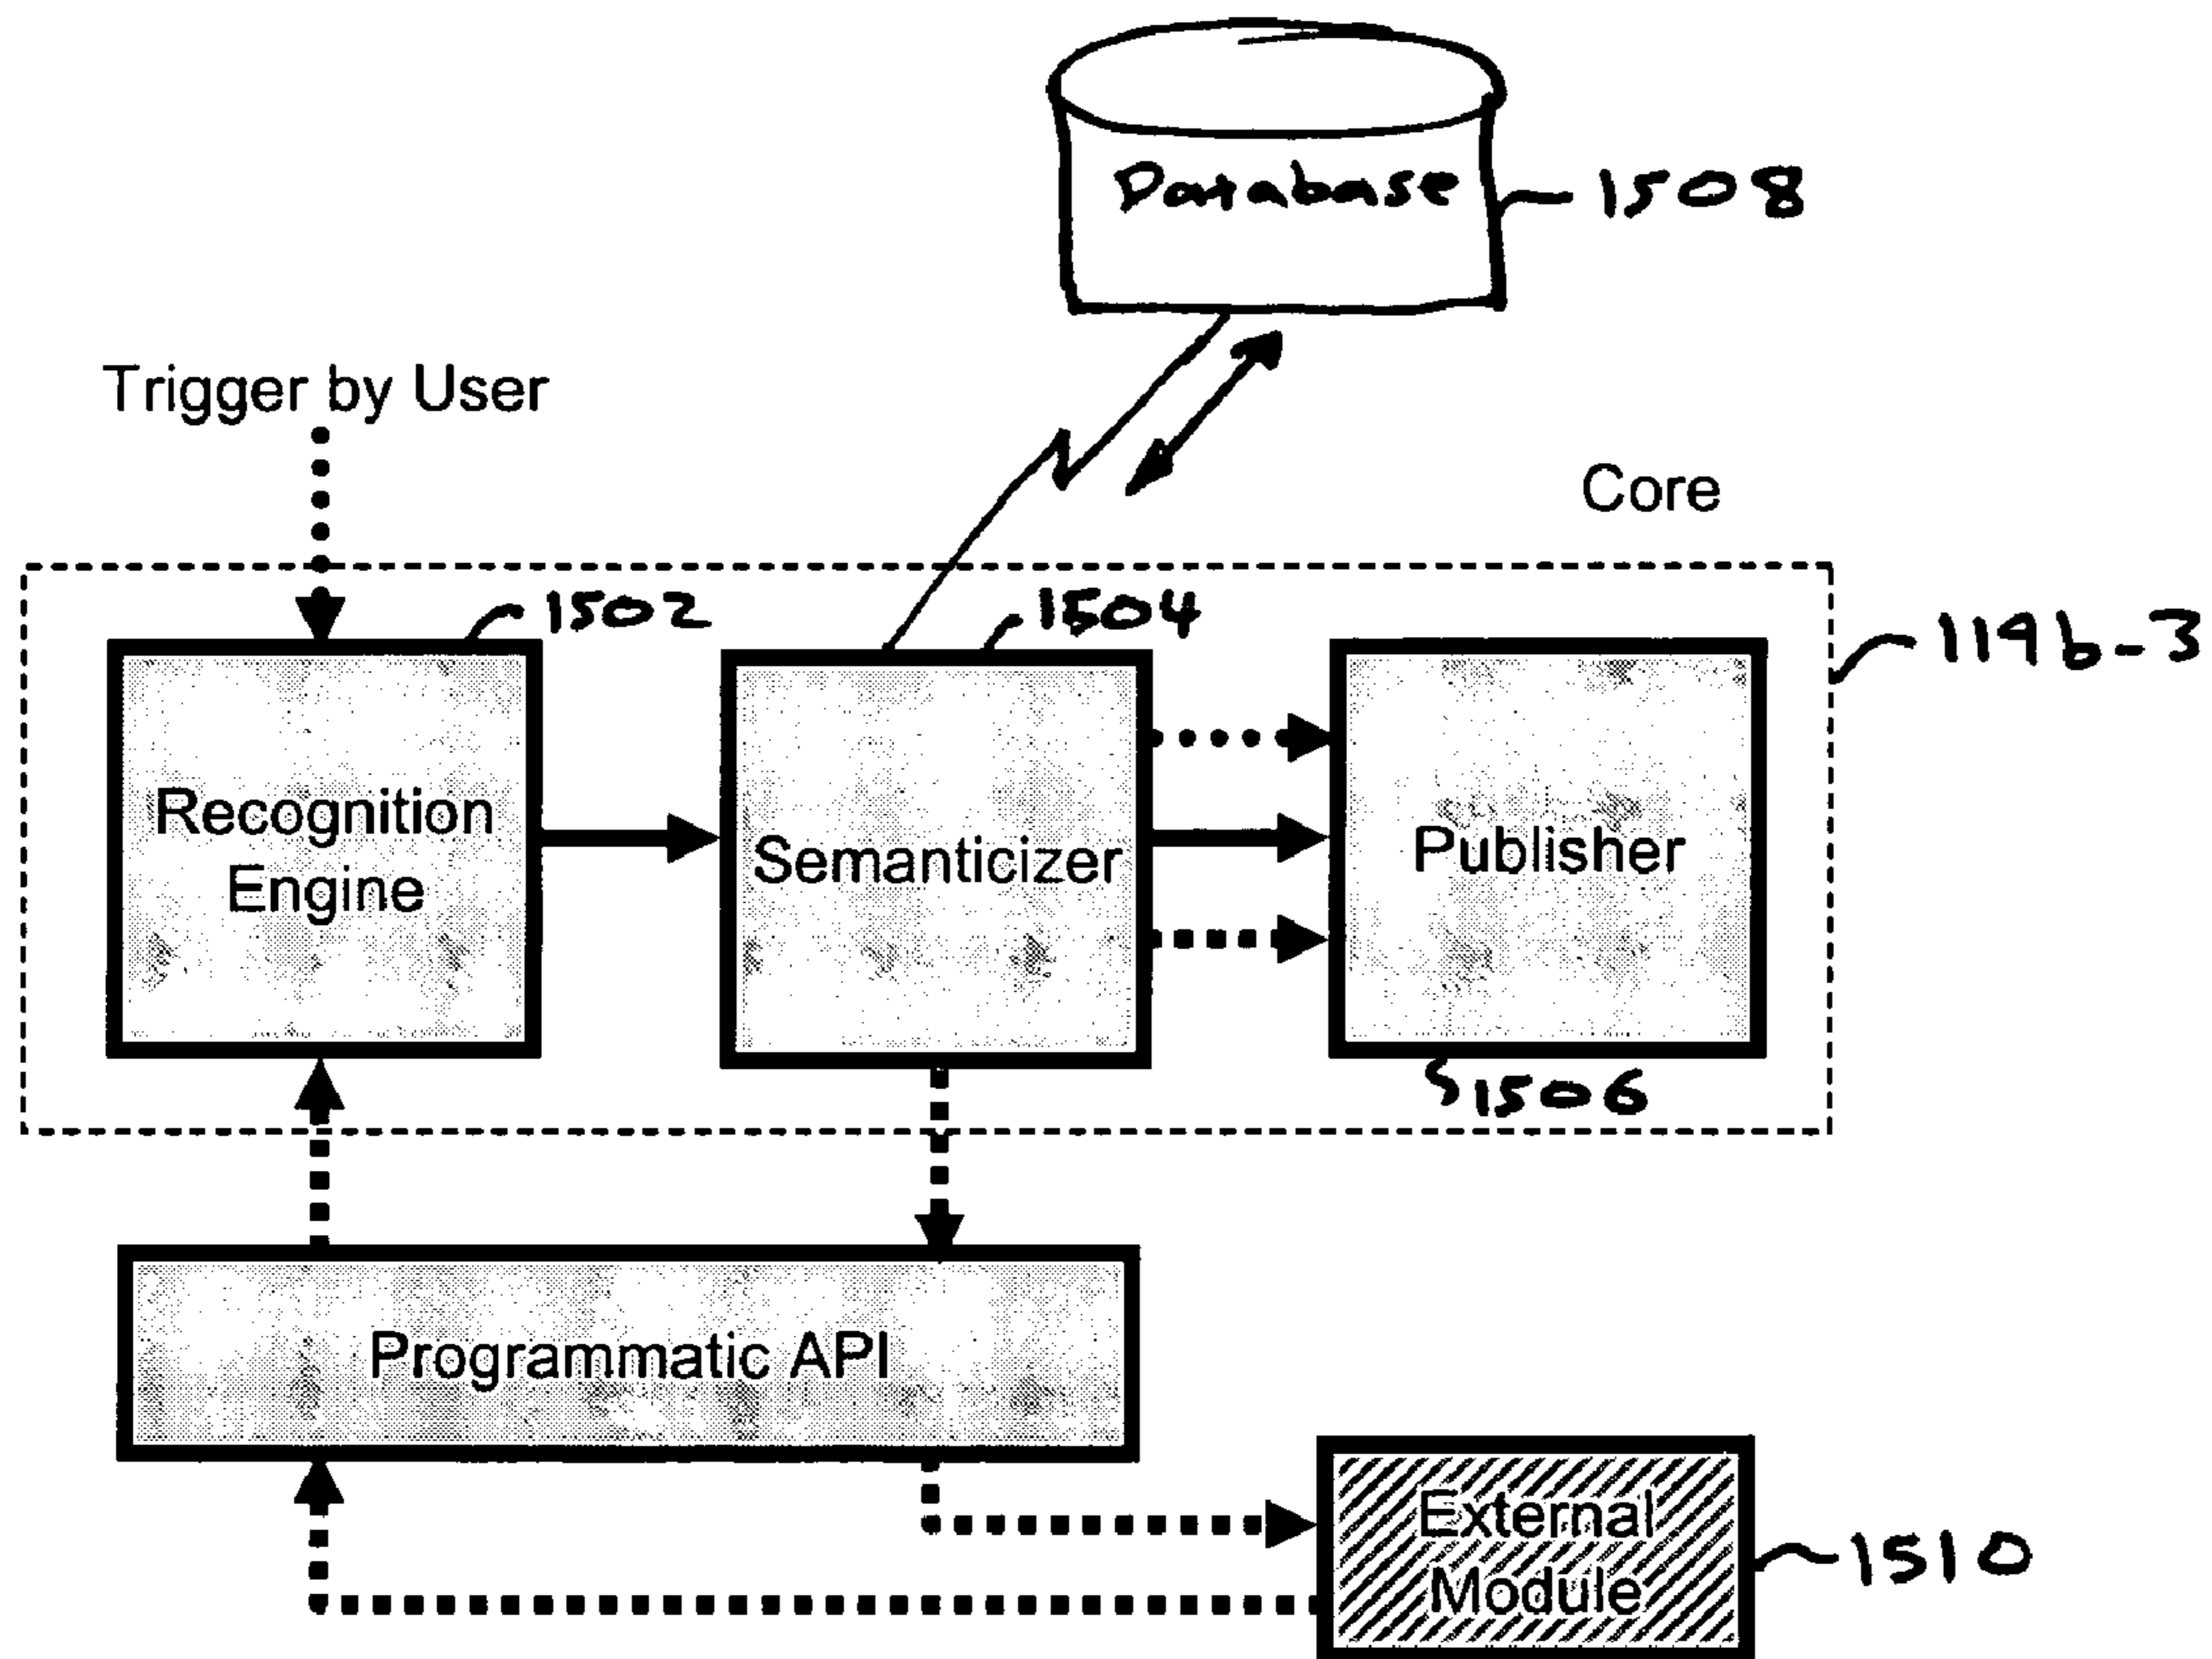 Database
1508
Trigger by User
Core
1502
1504
119b-3
Recognition
Engine
Semanticizer
Publisher
1506
Programmatic API
External
Module
1510